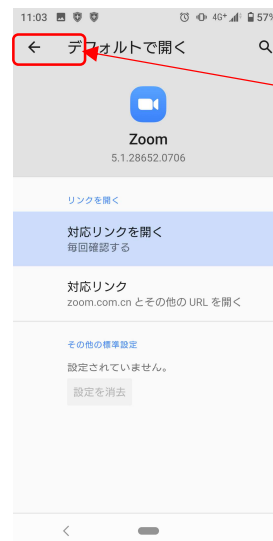 11:03 4G+ 57%
デフォルトで開く
Zoom
5.1.28652.0706
リンクを開く
対応リンクを開く
毎回確認する
対応リンク
zoom.com.cn とその他の URL を開く
その他の標準設定
設定されていません。
設定を消去